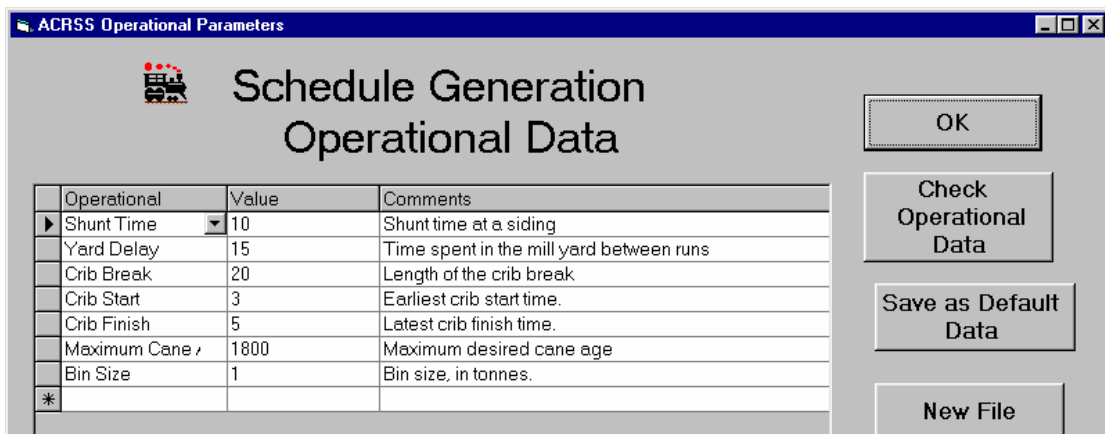 ACRSS Operational Parameters
Schedule Generation
Operational Data
OK
Check
Operational
Data
Save as Default
Data
New File
Operational Value Comments
Shunt Time 10 Shunt time at a siding
Yard Delay 15 Time spent in the mill yard between runs
Crib Break 20 Length of the crib break
Crib Start 3 Earliest crib start time.
Crib Finish 5 Latest crib finish time.
Maximum Cane 1800 Maximum desired cane age
Bin Size 1 Bin size, in tonnes.
*